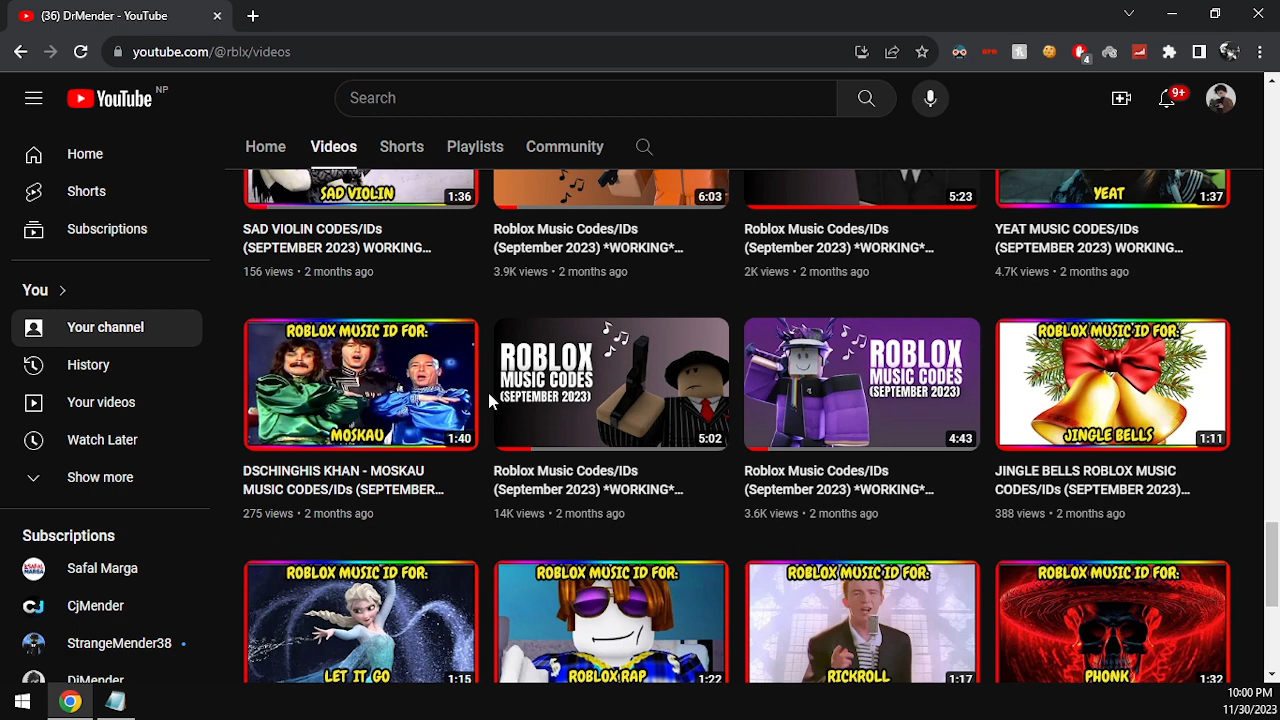 (36) DrMender - YouTube
youtube.com/@rblx/videos
4
YouTube NP
Search
9+
Home
Videos
Shorts
Playlists
Community
Home
Shorts
Subscriptions
You
Your channel
History
Your videos
Watch Later
Show more
Subscriptions
Safal Marga
CjMender
StrangeMender38
DiMender
SAD VIOLIN
1:36
6:03
5:23
YEAT
1:37
SAD VIOLIN CODES/IDs
(SEPTEMBER 2023) WORKING...
156 views • 2 months ago
Roblox Music Codes/IDs
(September 2023) *WORKING*...
3.9K views • 2 months ago
Roblox Music Codes/IDs
(September 2023) *WORKING*...
2K views • 2 months ago
YEAT MUSIC CODES/IDs
(SEPTEMBER 2023) WORKING...
4.7K views • 2 months ago
ROBLOX MUSIC ID FOR:
MOSKAU
1:40
ROBLOX
MUSIC CODES
(SEPTEMBER 2023)
5:02
ROBLOX
MUSIC CODES
(SEPTEMBER 2023)
4:43
ROBLOX MUSIC ID FOR:
JINGLE BELLS
1:11
DSCHINGHIS KHAN - MOSKAU
MUSIC CODES/IDs (SEPTEMBER...
275 views • 2 months ago
Roblox Music Codes/IDs
(September 2023) *WORKING*...
14K views • 2 months ago
Roblox Music Codes/IDs
(September 2023) *WORKING*...
3.6K views • 2 months ago
JINGLE BELLS ROBLOX MUSIC
CODES/IDs (SEPTEMBER 2023)...
388 views • 2 months ago
ROBLOX MUSIC ID FOR:
LET IT GO
1:15
ROBLOX MUSIC ID FOR:
ROBLOX RAP
1:22
ROBLOX MUSIC ID FOR:
RICKROLL
1:17
ROBLOX MUSIC ID FOR:
PHONK
1:32
10:00 PM
11/30/2023